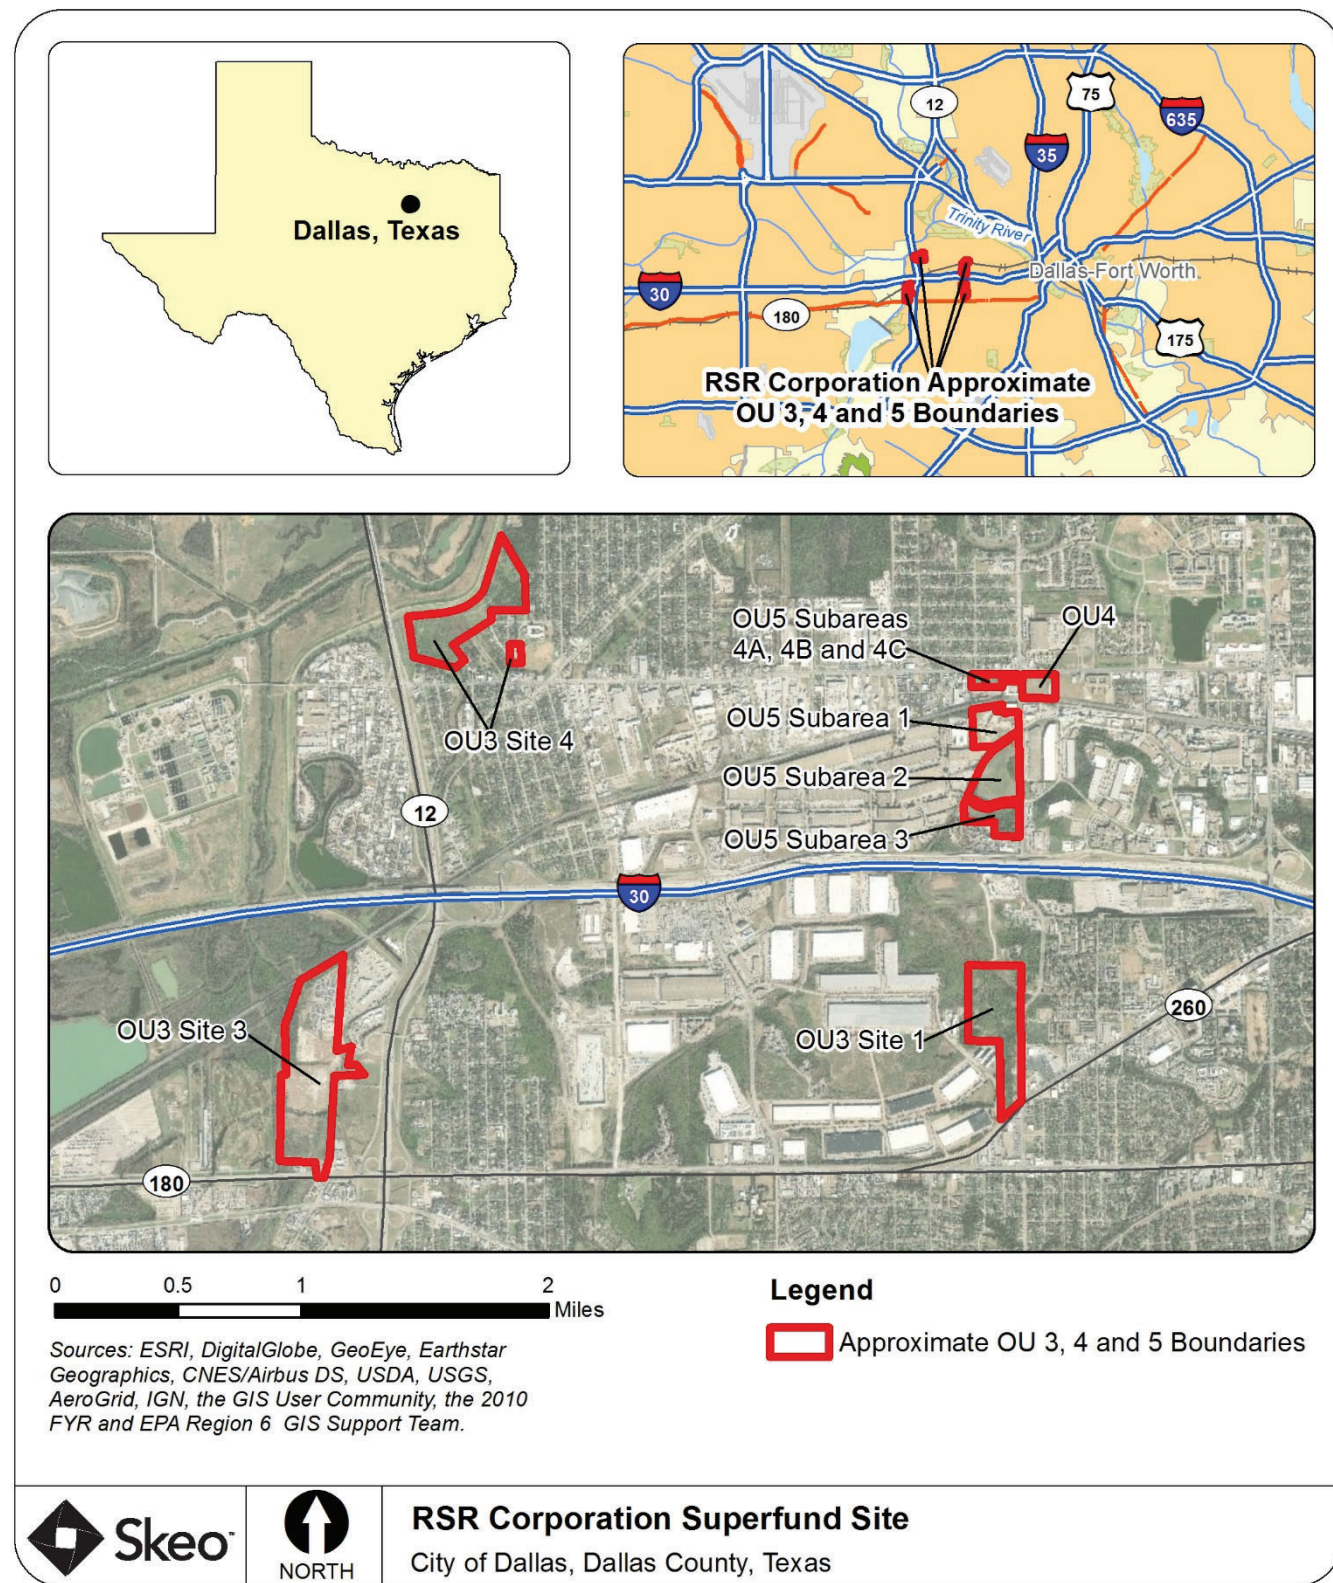 Dallas, Texas
12
75
635
35
Trinity River
Dallas-Fort Worth
30
180
175
RSR Corporation Approximate
OU 3, 4 and 5 Boundaries
OU5 Subareas
4A, 4B and 4C
OU4
OU5 Subarea 1
OU3 Site 4
OU5 Subarea 2
12
OU5 Subarea 3
30
OU3 Site 3
OU3 Site 1
260
180
0 0.5 1 2
Miles
Sources: ESRI, DigitalGlobe, GeoEye, Earthstar
Geographics, CNES/Airbus DS, USDA, USGS,
AeroGrid, IGN, the GIS User Community, the 2010
FYR and EPA Region 6 GIS Support Team.
Legend
Approximate OU 3, 4 and 5 Boundaries
Skeo™
NORTH
RSR Corporation Superfund Site
City of Dallas, Dallas County, Texas